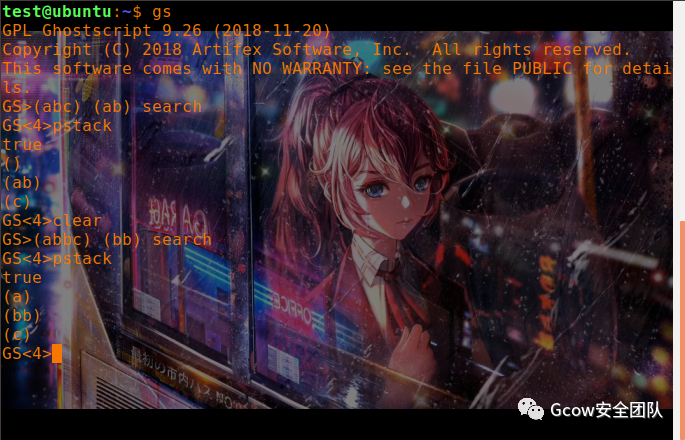 test@ubuntu:~$ gs
GPL Ghostscript 9.26 (2018-11-20)
Copyright (C) 2018 Artifex Software, Inc.  All rights reserved.
This software comes with NO WARRANTY: see the file PUBLIC for detai
ls.
GS>(abc) (ab) search
GS<4>pstack
true
()
(ab)
(c)
GS<4>clear
GS>(abbc) (bb) search
GS<4>pstack
true
(a)
(bb)
(c)
GS<4>
OFFICE
Gcow安全团队